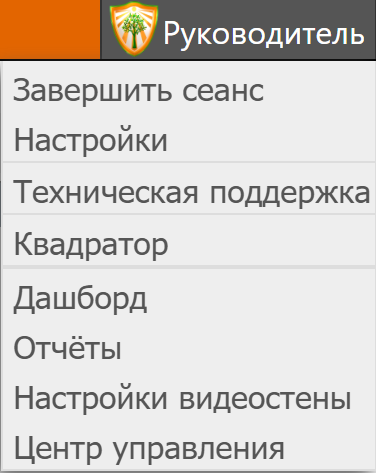 Руководитель
Завершить сеанс
Настройки
Техническая поддержка
Квадратор
Дашборд
Отчёты
Настройки видеостены
Центр управления